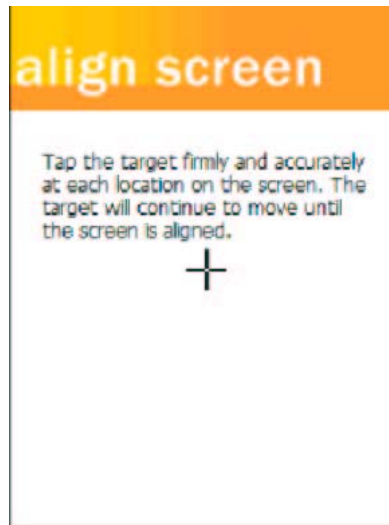 align screen
Tap the target firmly and accurately
at each location on the screen. The
target will continue to move until
the screen is aligned.